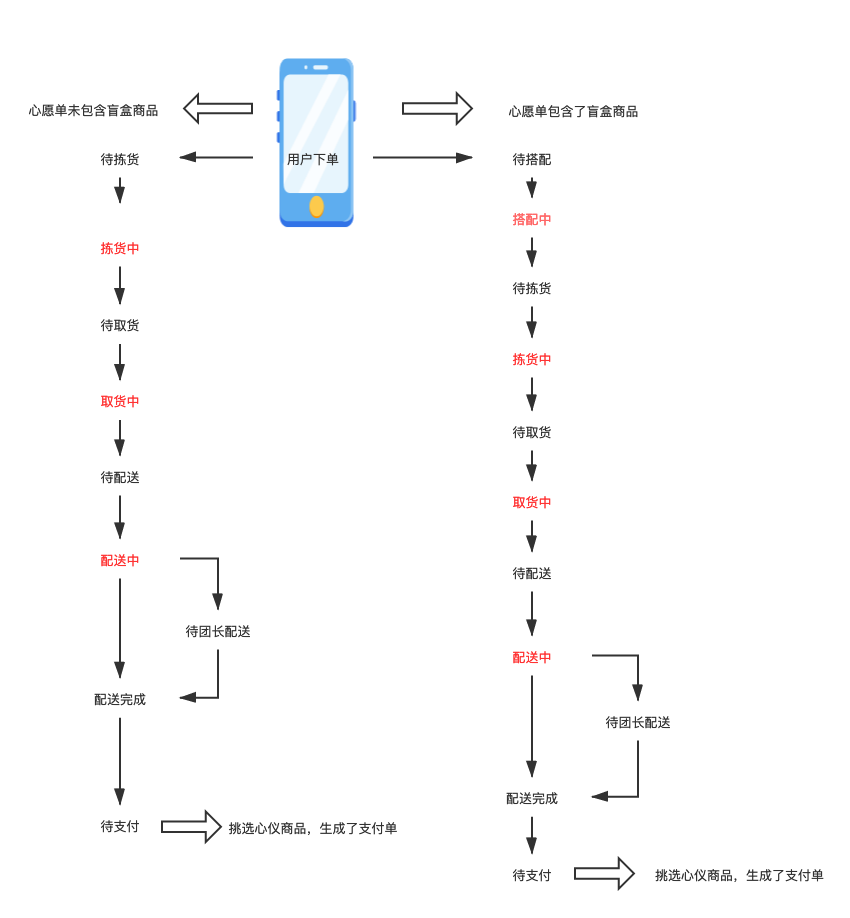 用户下单
心愿单未包含盲盒商品
待拣货
拣货中
待取货
取货中
待配送
配送中
待团长配送
配送完成
待支付
挑选心仪商品，生成了支付单
心愿单包含了盲盒商品
待搭配
搭配中
待拣货
拣货中
待取货
取货中
待配送
配送中
待团长配送
配送完成
待支付
挑选心仪商品，生成了支付单